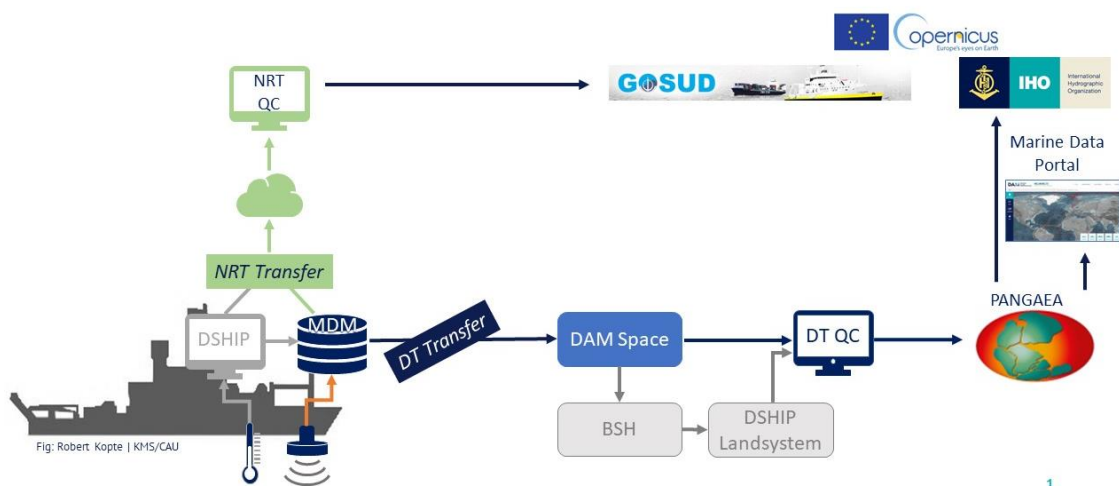 opernicus
Europe's eyes on Earth
NRT
QC
GOSUD
IHO
International
Hydrographic
Organization
Marine Data
Portal
NRT Transfer
DSHIP
MDM
DT Transfer
DAM Space
DT QC
PANGAEA
BSH
DSHIP
Landsystem
Fig: Robert Kopte | KMS/CAU
1